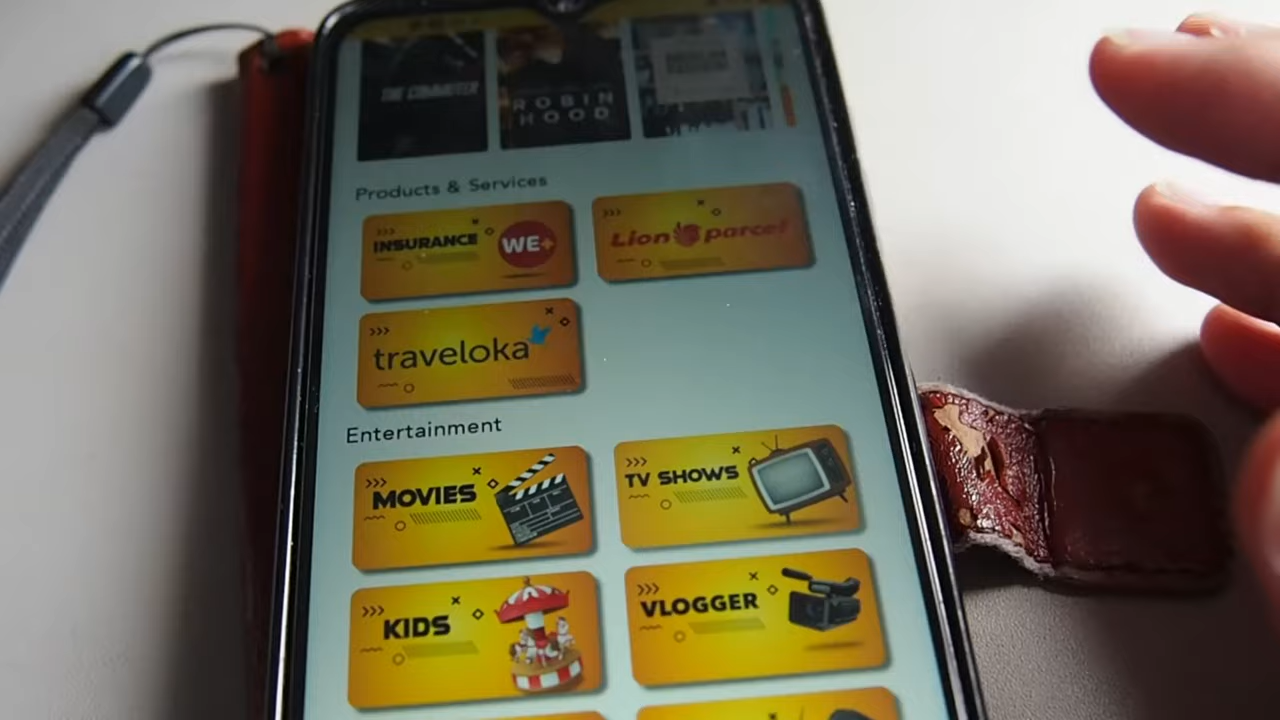 THE COMMUTER
ROBIN
HOOD
Products & Services
INSURANCE
WE+
Lion parcel
traveloka
Entertainment
MOVIES
TV SHOWS
KIDS
VLOGGER